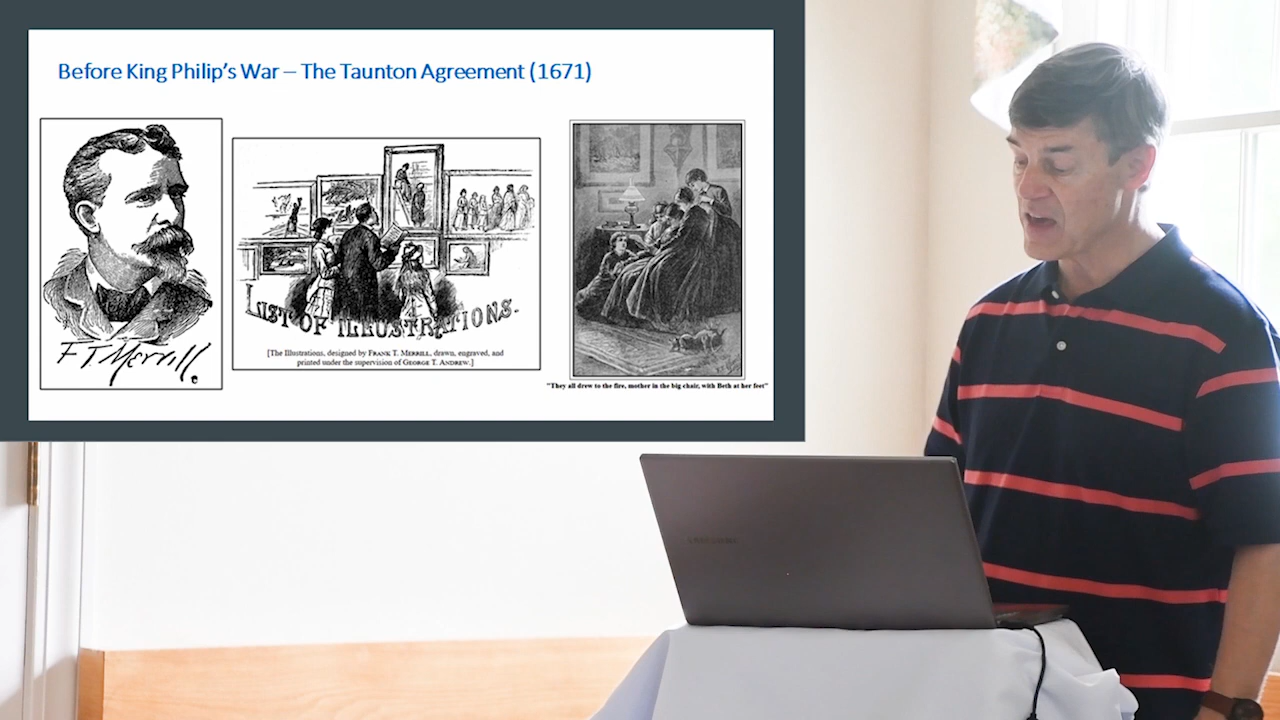 Before King Philip's War – The Taunton Agreement (1671)
F. T. Merrill.
LIST OF ILLUSTRATIONS.
[The Illustrations, designed by FRANK T. MERRILL, drawn, engraved, and
printed under the supervision of GEORGE T. ANDREW.]
"They all drew to the fire, mother in the big chair, with Beth at her feet"